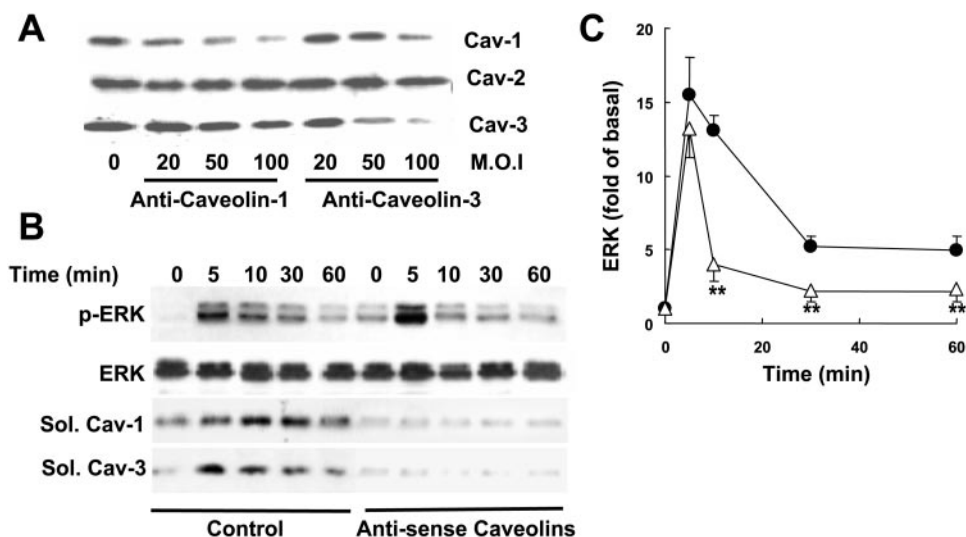 A
Cav-1
Cav-2
Cav-3
0 20 50 100 20 50 100 M.O.I
Anti-Caveolin-1 Anti-Caveolin-3
B
Time (min) 0 5 10 30 60 0 5 10 30 60
p-ERK
ERK
Sol. Cav-1
Sol. Cav-3
Control Anti-sense Caveolins
C
ERK (fold of basal)
20
15
10
5
0
**
**
**
0 20 40 60
Time (min)